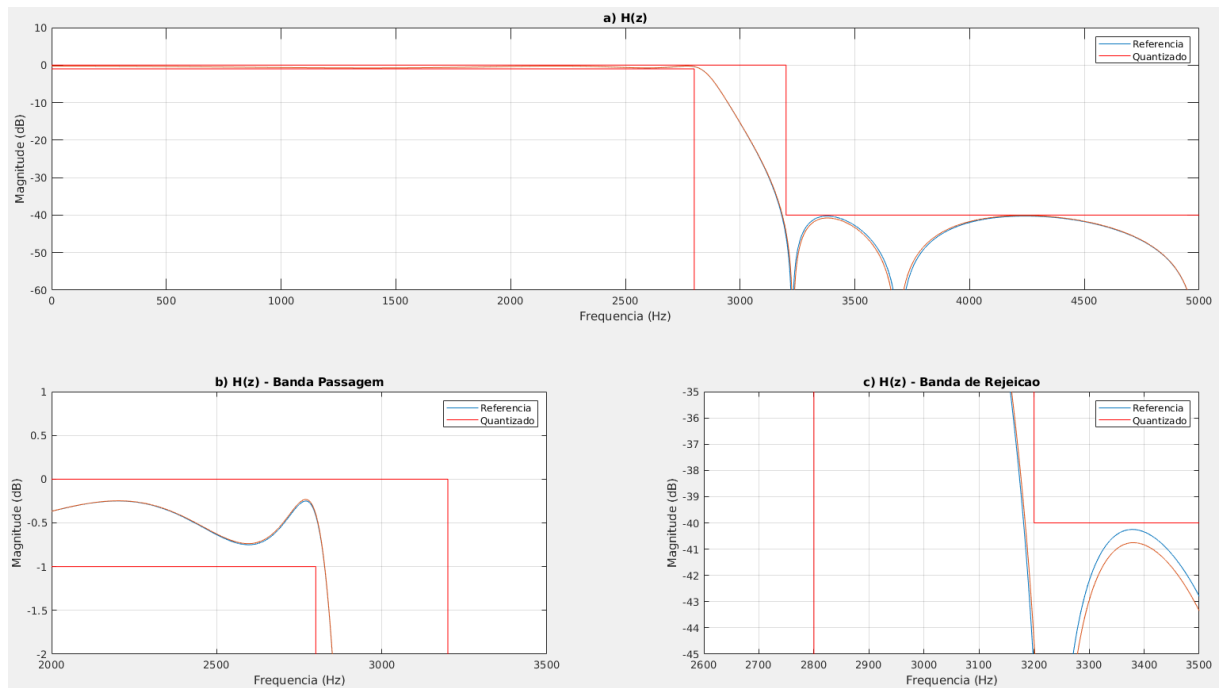 a) H(z)
10
0
-10
-20
-30
-40
-50
-60
Magnitude (dB)
Referencia
Quantizado
0 500 1000 1500 2000 2500 3000 3500 4000 4500 5000
Frequencia (Hz)
b) H(z) - Banda Passagem
1
0.5
0
-0.5
-1
-1.5
-2
Magnitude (dB)
Referencia
Quantizado
2000 2500 3000 3500
Frequencia (Hz)
c) H(z) - Banda de Rejeicao
-35
-36
-37
-38
-39
-40
-41
-42
-43
-44
-45
Magnitude (dB)
Referencia
Quantizado
2600 2700 2800 2900 3000 3100 3200 3300 3400 3500
Frequencia (Hz)